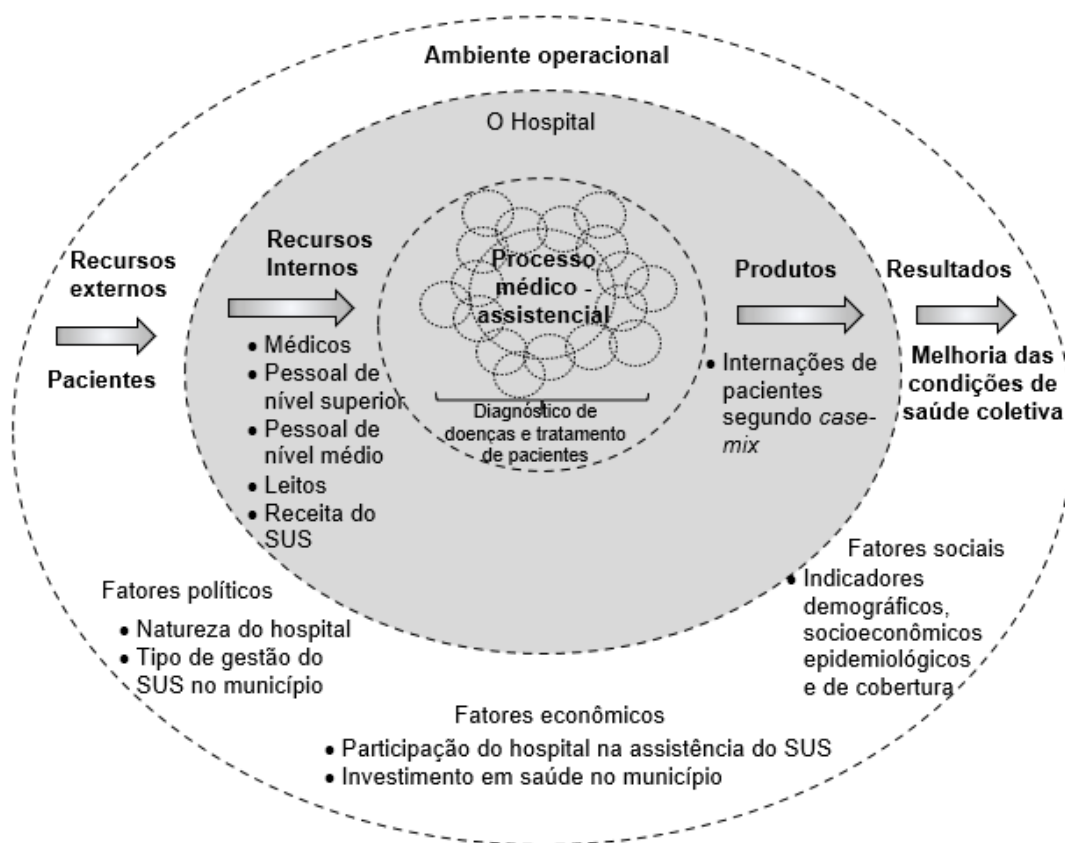 Ambiente operacional
O Hospital
Recursos
externos
Pacientes
Recursos
Internos
• Médicos
• Pessoal de
nível superior
• Pessoal de
nível médio
• Leitos
• Receita do
SUS
Processo
médico -
assistencial
Diagnóstico de
doenças e tratamento
de pacientes
Produtos
• Internações de
pacientes
segundo case-
mix
Resultados
Melhoria das
condições de
saúde coletiva
Fatores políticos
• Natureza do hospital
• Tipo de gestão do
SUS no município
Fatores econômicos
• Participação do hospital na assistência do SUS
• Investimento em saúde no município
Fatores sociais
• Indicadores
demográficos,
socioeconômicos
epidemiológicos
e de cobertura